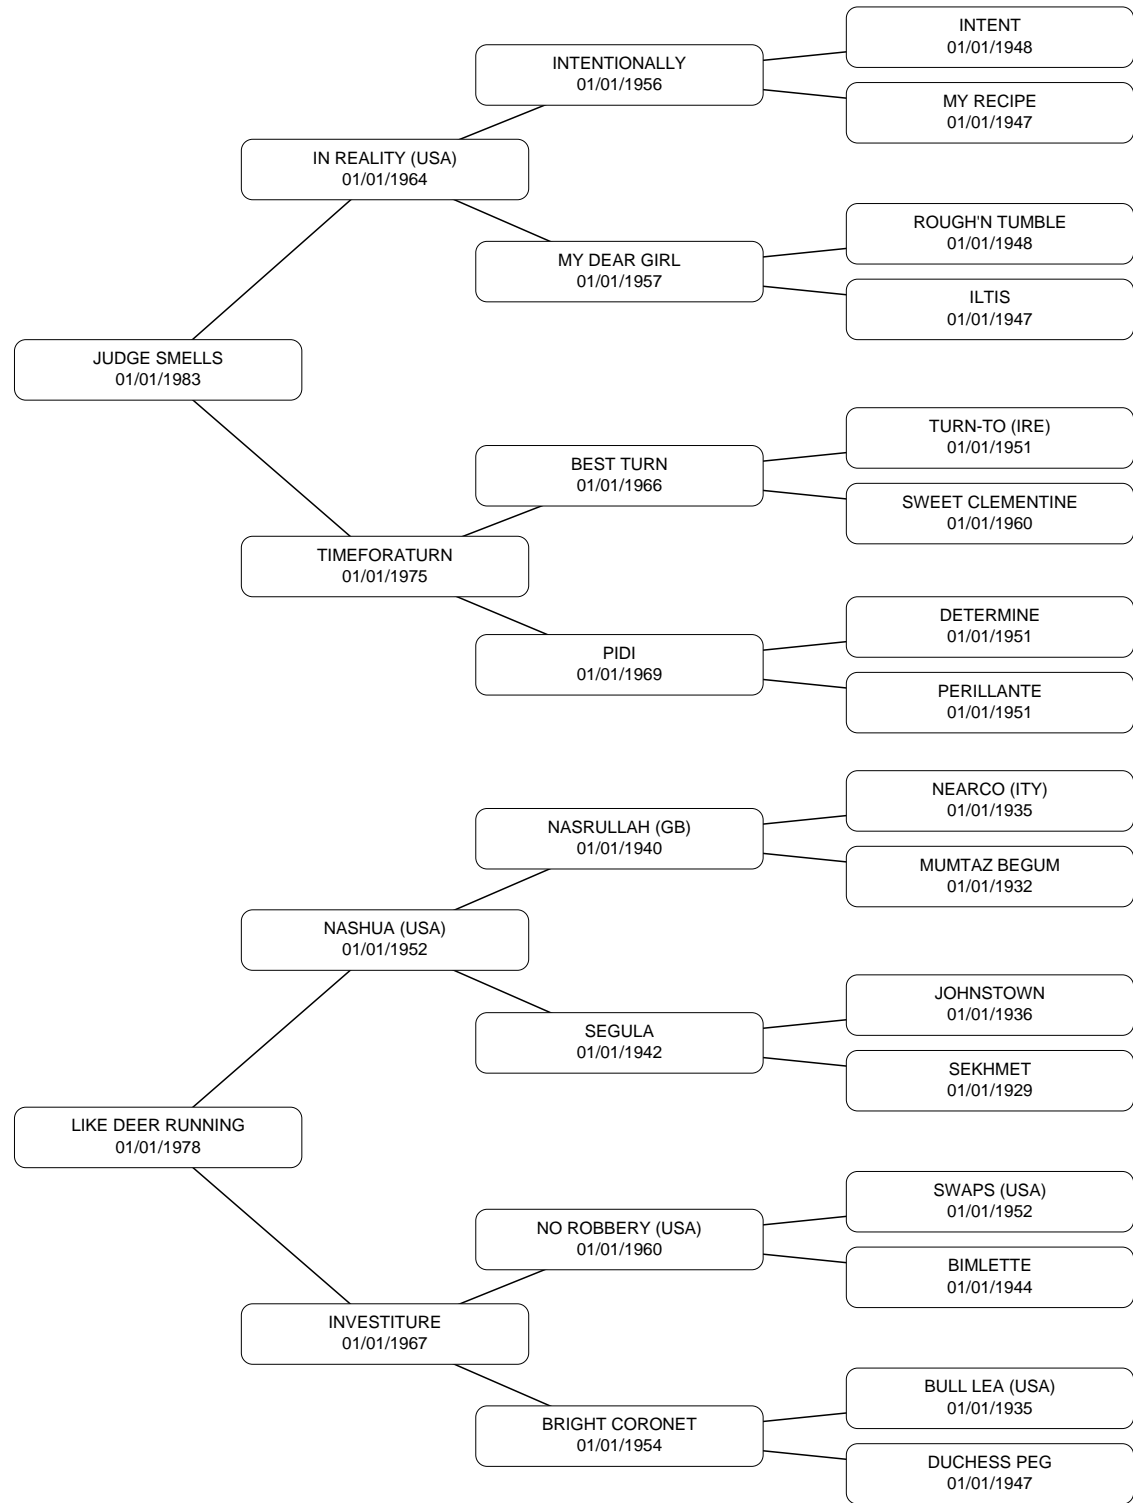 INTENT
01/01/1948
INTENTIONALLY
01/01/1956
MY RECIPE
01/01/1947
IN REALITY (USA)
01/01/1964
ROUGH'N TUMBLE
01/01/1948
MY DEAR GIRL
01/01/1957
ILTIS
01/01/1947
JUDGE SMELLS
01/01/1983
TURN-TO (IRE)
01/01/1951
BEST TURN
01/01/1966
SWEET CLEMENTINE
01/01/1960
TIMEFORATURN
01/01/1975
DETERMINE
01/01/1951
PIDI
01/01/1969
PERILLANTE
01/01/1951
NEARCO (ITY)
01/01/1935
NASRULLAH (GB)
01/01/1940
MUMTAZ BEGUM
01/01/1932
NASHUA (USA)
01/01/1952
JOHNSTOWN
01/01/1936
SEGULA
01/01/1942
SEKHMET
01/01/1929
LIKE DEER RUNNING
01/01/1978
SWAPS (USA)
01/01/1952
NO ROBBERY (USA)
01/01/1960
BIMLETTE
01/01/1944
INVESTITURE
01/01/1967
BULL LEA (USA)
01/01/1935
BRIGHT CORONET
01/01/1954
DUCHESS PEG
01/01/1947